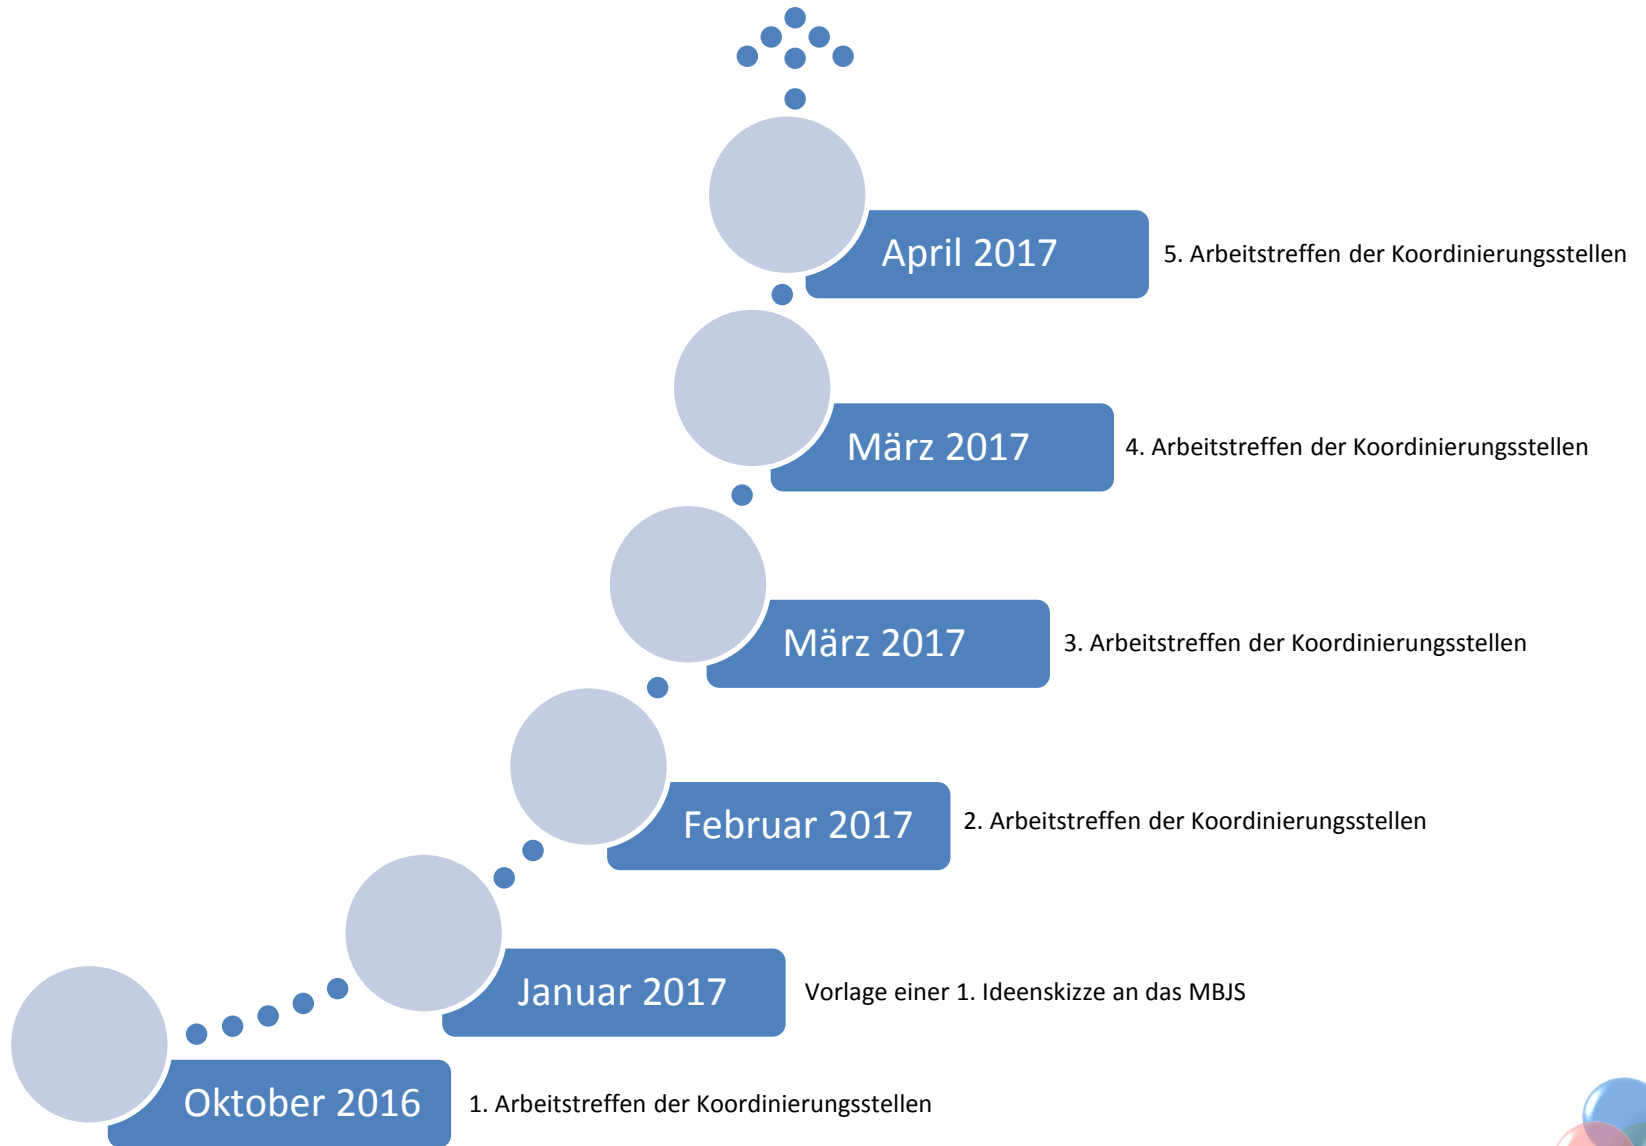 April 2017
5. Arbeitstreffen der Koordinierungsstellen
März 2017
4. Arbeitstreffen der Koordinierungsstellen
März 2017
3. Arbeitstreffen der Koordinierungsstellen
Februar 2017
2. Arbeitstreffen der Koordinierungsstellen
Januar 2017
Vorlage einer 1. Ideenskizze an das MBJS
Oktober 2016
1. Arbeitstreffen der Koordinierungsstellen